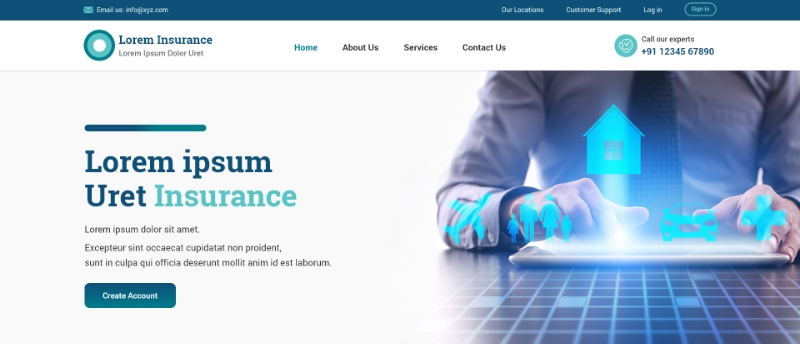 Email us: info@xyz.com
Our Locations
Customer Support
Log in
Sign in
Lorem Insurance
Lorem Ipsum Dolor Uret
Home
About Us
Services
Contact Us
Call our experts
+91 12345 67890
Lorem ipsum
Uret Insurance
Lorem ipsum dolor sit amet.
Excepteur sint occaecat cupidatat non proident,
sunt in culpa qui officia deserunt mollit anim id est laborum.
Create Account